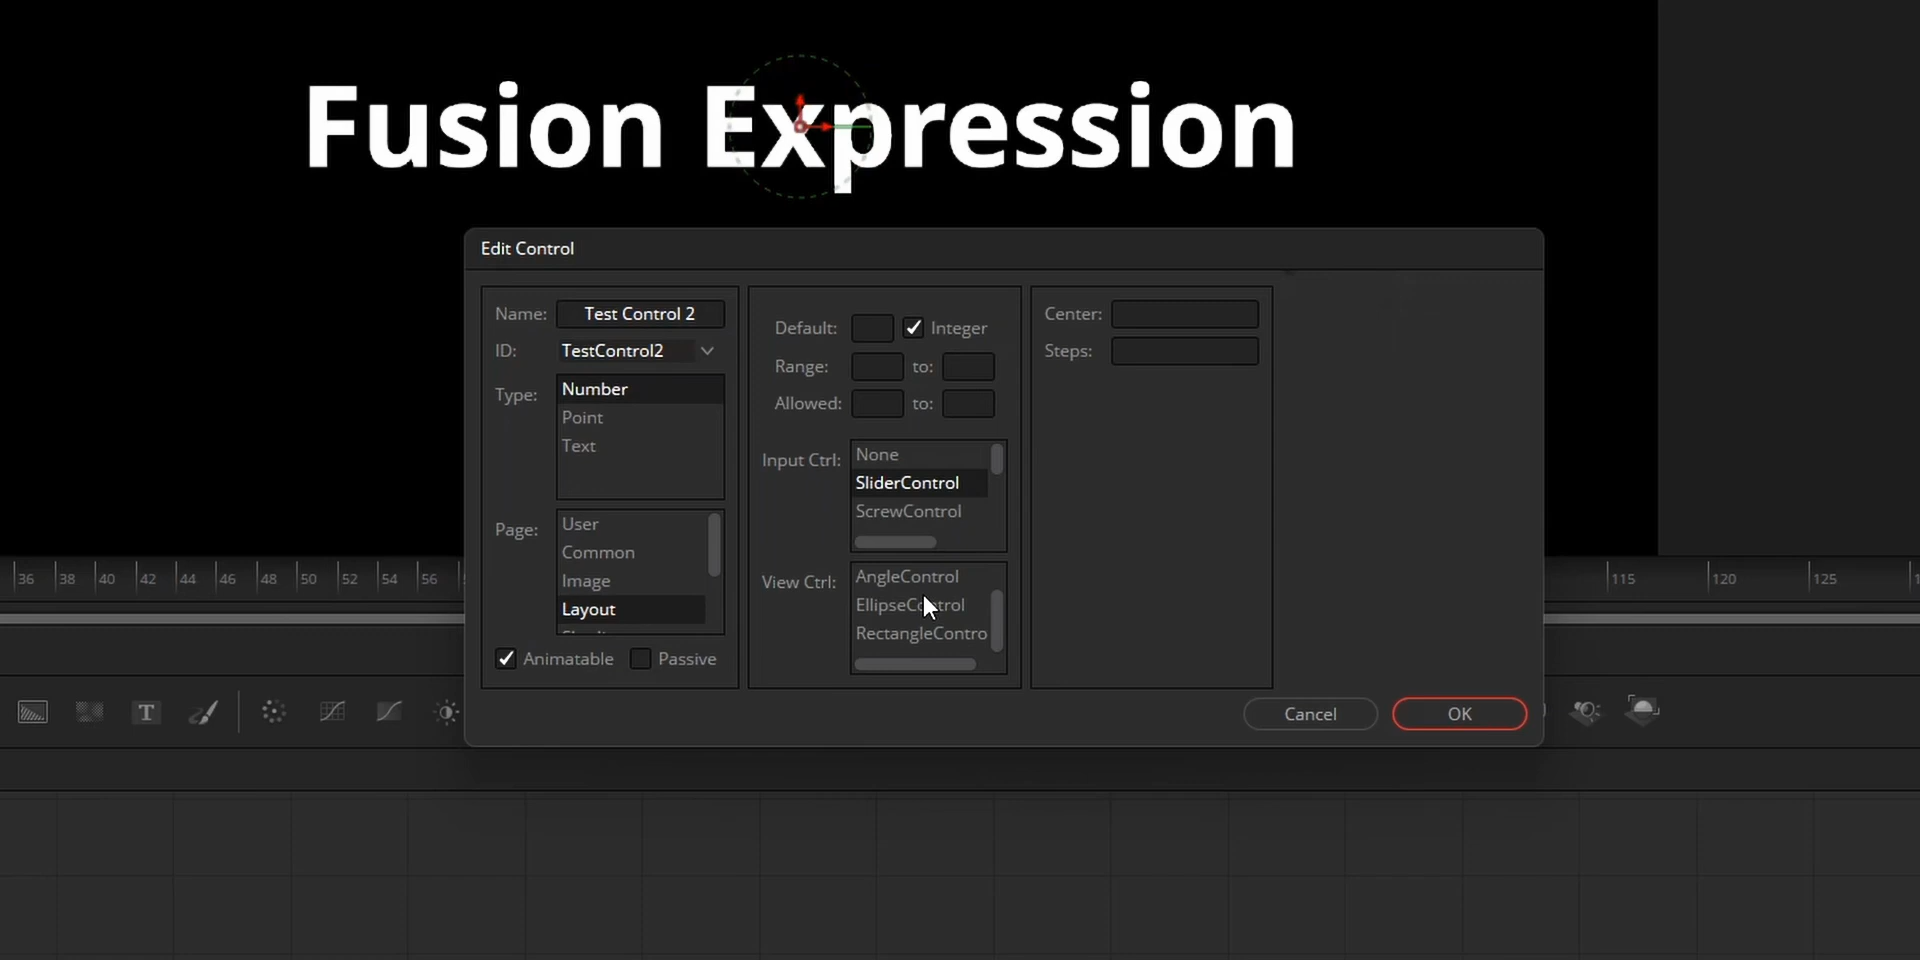 Fusion Expression
Edit Control
Name: Test Control 2
ID: TestControl2
Type: Number
Point
Text
Page: User
Common
Image
Layout
Animatable Passive
Default: Integer
Range: to:
Allowed: to:
Input Ctrl: None
SliderControl
ScrewControl
View Ctrl: AngleControl
EllipseControl
RectangleContro
Center:
Steps:
Cancel OK
36 38 40 42 44 46 48 50 52 54 56 115 120 125
T